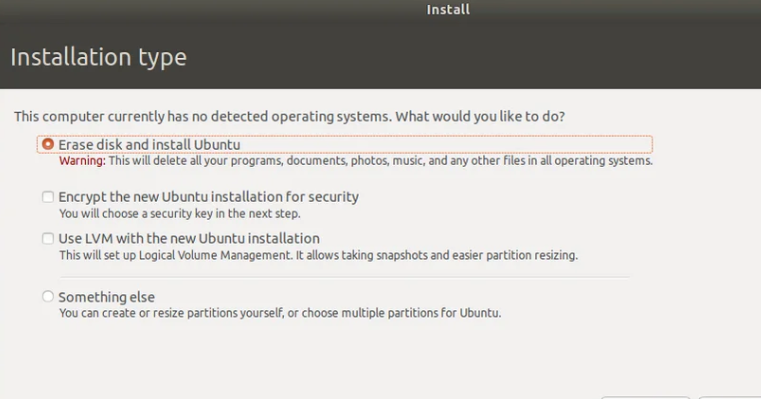 Install
Installation type
This computer currently has no detected operating systems. What would you like to do?
Erase disk and install Ubuntu
Warning: This will delete all your programs, documents, photos, music, and any other files in all operating systems.
Encrypt the new Ubuntu installation for security
You will choose a security key in the next step.
Use LVM with the new Ubuntu installation
This will set up Logical Volume Management. It allows taking snapshots and easier partition resizing.
Something else
You can create or resize partitions yourself, or choose multiple partitions for Ubuntu.